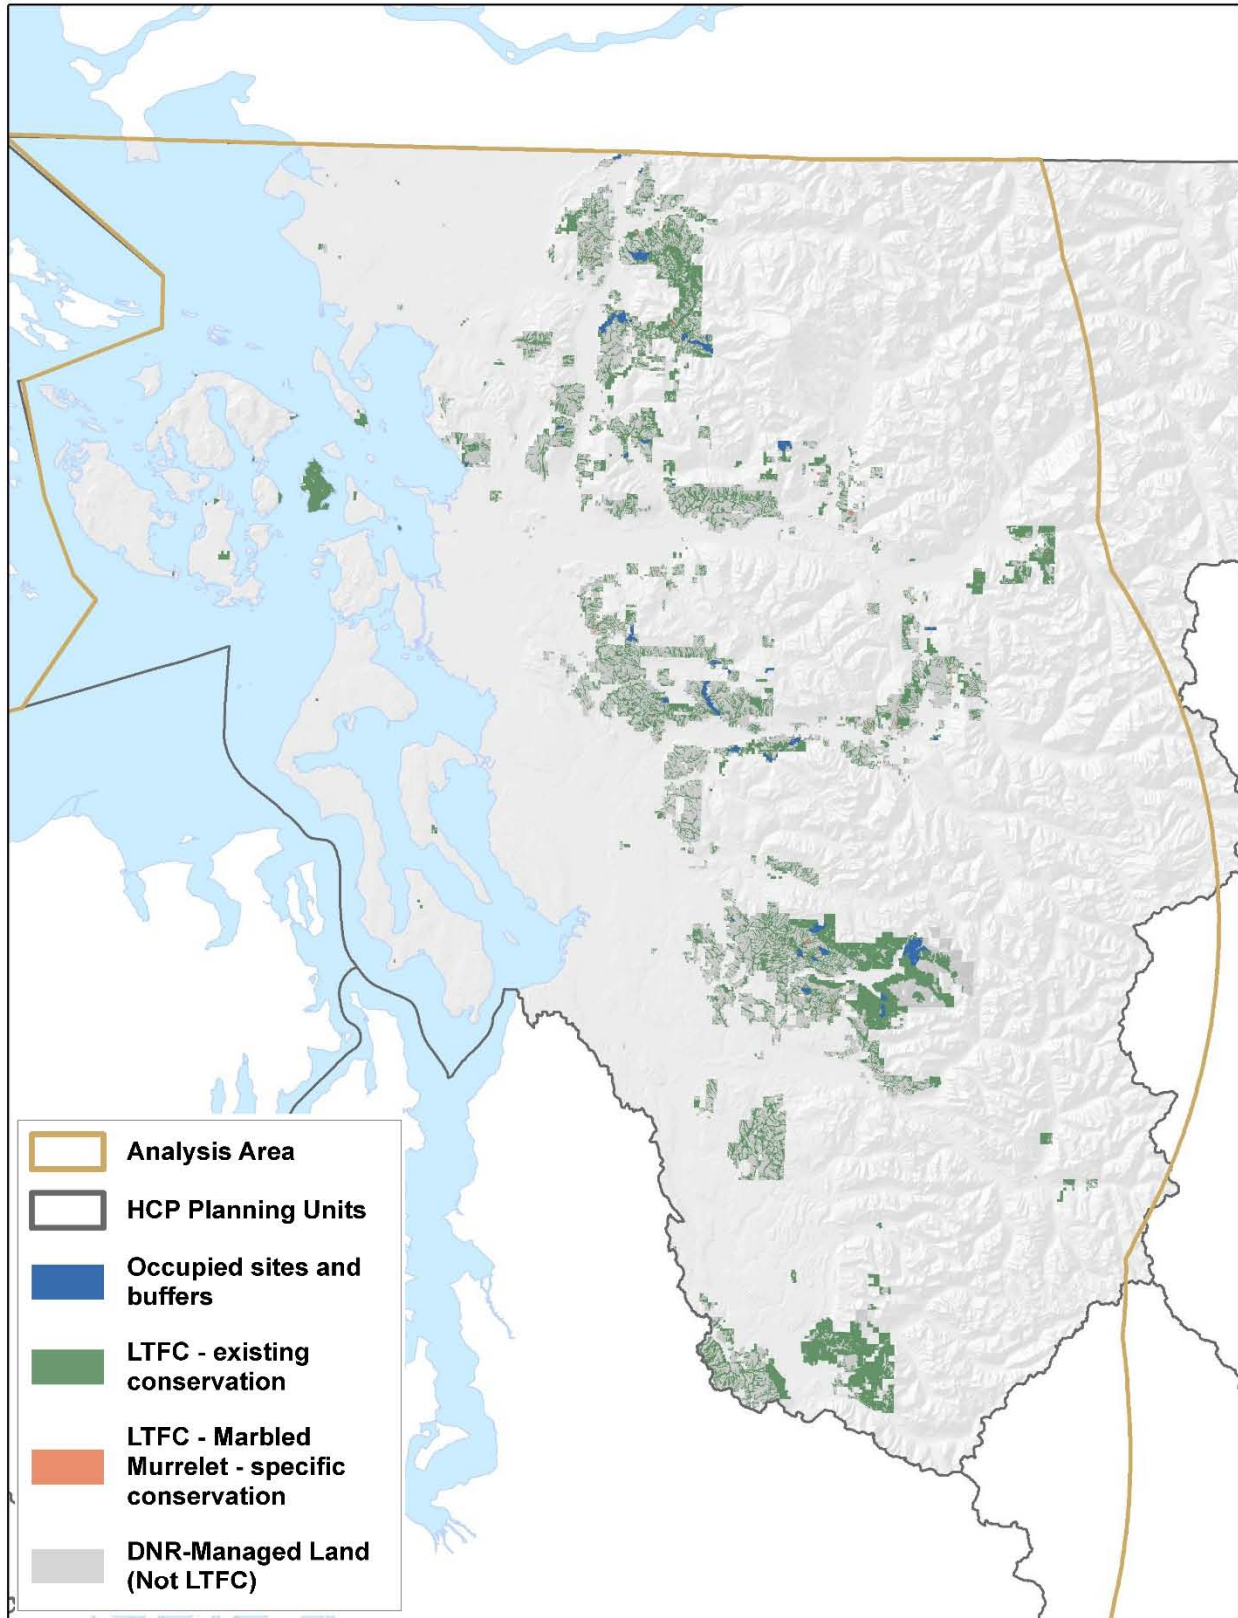 Analysis Area
HCP Planning Units
Occupied sites and
buffers
LTFC - existing
conservation
LTFC - Marbled
Murrelet - specific
conservation
DNR-Managed Land
(Not LTFC)